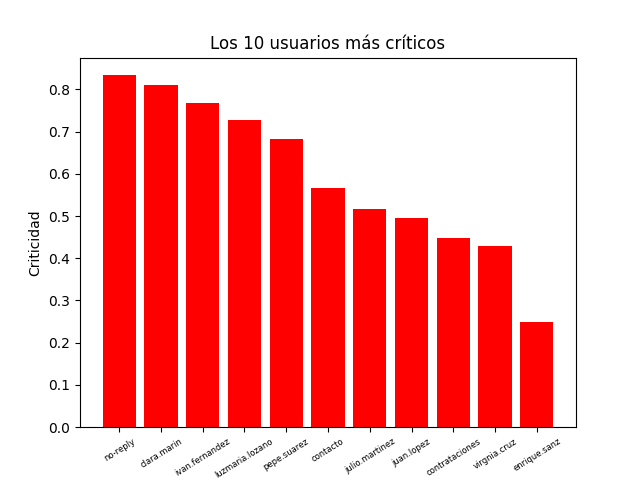 Los 10 usuarios más críticos
Criticidad
0.8
0.7
0.6
0.5
0.4
0.3
0.2
0.1
0.0
no-reply
clara.marin
ivan.fernandez
luzmaria.lozano
pepe.suarez
contacto
julio.martinez
juan.lopez
contrataciones
virgnia.cruz
enrique.sanz